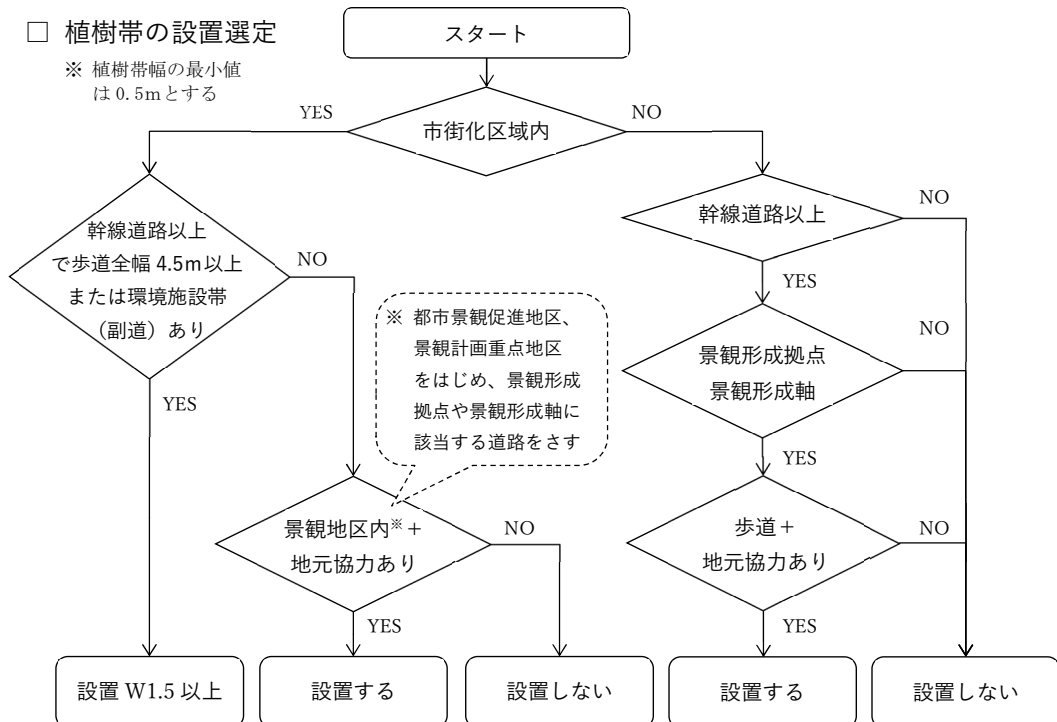 □ 植樹帯の設置選定
※ 植樹帯幅の最小値
は 0.5mとする
スタート
YES
市街化区域内
NO
幹線道路以上
で歩道全幅 4.5m以上
または環境施設帯
（副道）あり
NO
YES
幹線道路以上
NO
YES
※ 都市景観促進地区、
景観計画重点地区
をはじめ、景観形成
拠点や景観形成軸に
該当する道路をさす
景観形成拠点
景観形成軸
NO
YES
景観地区内※＋
地元協力あり
NO
YES
歩道＋
地元協力あり
NO
YES
設置 W1.5 以上
設置する
設置しない
設置する
設置しない